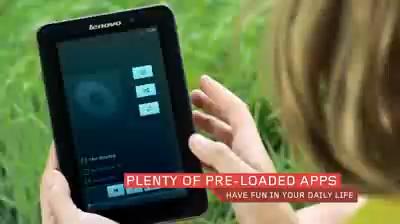 lenovo
PLENTY OF PRE-LOADED APPS
HAVE FUN IN YOUR DAILY LIFE